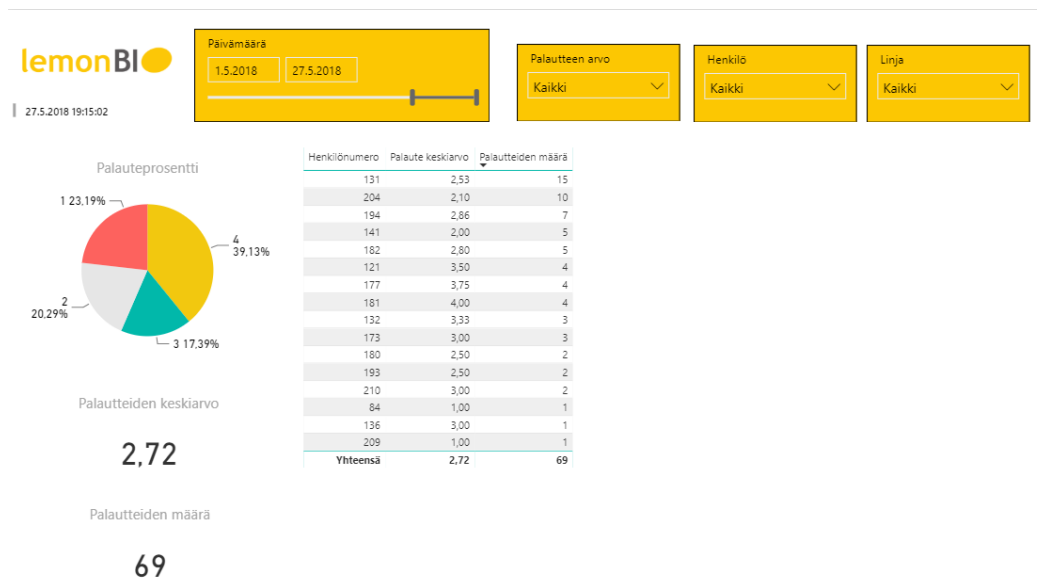 lemonBI
27.5.2018 19:15:02
Päivämäärä
1.5.2018 27.5.2018
Palautteen arvo
Kaikki
Henkilö
Kaikki
Linja
Kaikki
Palauteprosentti
1 23,19%
4
39,13%
2
20,29%
3 17,39%
Palautteiden keskiarvo
2,72
Palautteiden määrä
69
Henkilönumero Palaute keskiarvo Palautteiden määrä
131 2,53 15
204 2,10 10
194 2,86 7
141 2,00 5
182 2,80 5
121 3,50 4
177 3,75 4
181 4,00 4
132 3,33 3
173 3,00 3
180 2,50 2
193 2,50 2
210 3,00 2
84 1,00 1
136 3,00 1
209 1,00 1
Yhteensä 2,72 69